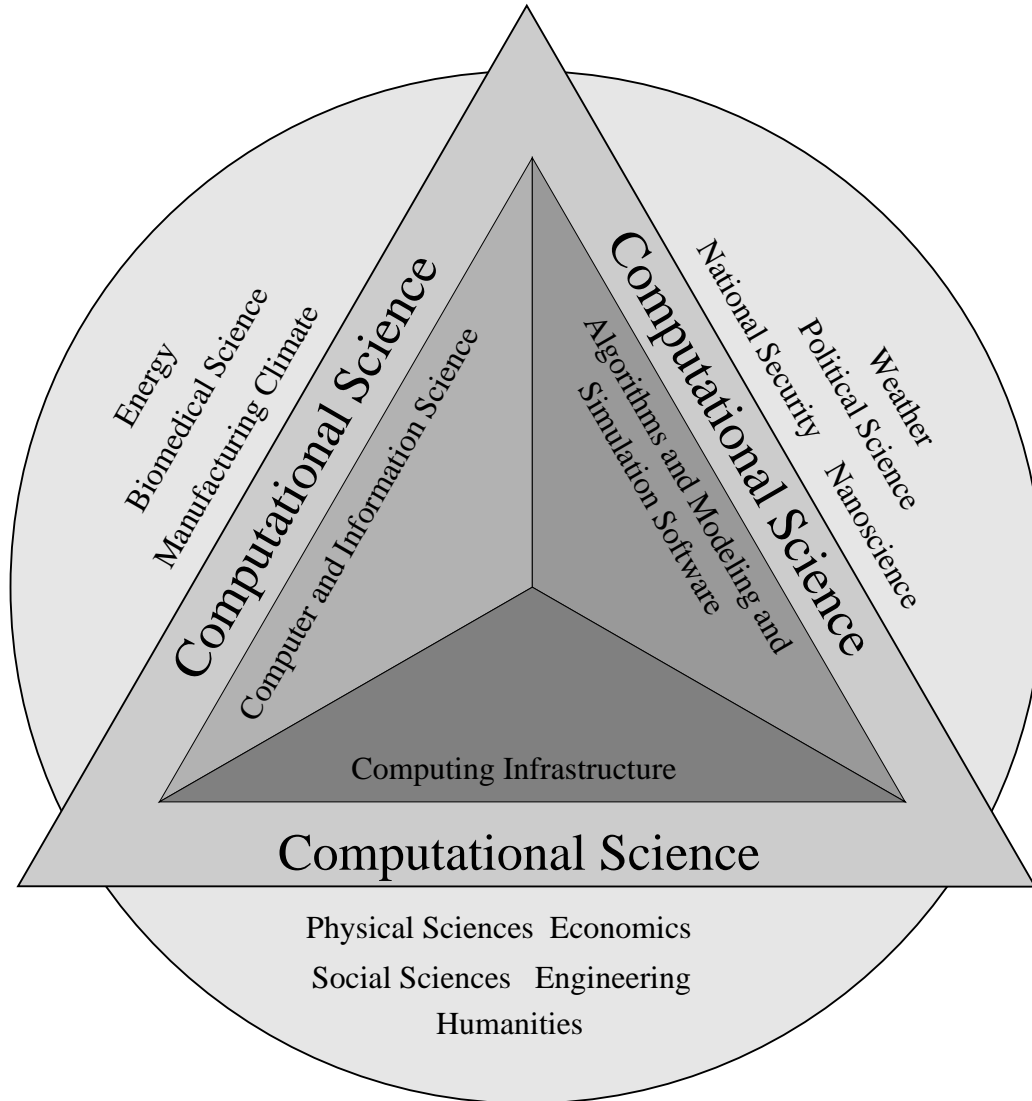 Energy
Biomedical Science
Manufacturing Climate
Computational Science
Computer and Information Science
Algorithms and Modeling and
Simulation Software
Computational Science
National Security Nanoscience
Political Science
Weather
Computing Infrastructure
Computational Science
Physical Sciences Economics
Social Sciences Engineering
Humanities